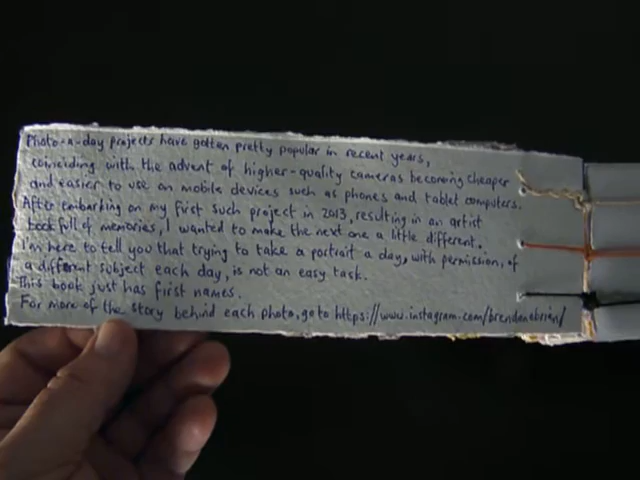 Photo-a-day projects have gotten pretty popular in recent years,
coinciding with the advent of higher-quality cameras becoming cheaper
and easier to use on mobile devices such as phones and tablet computers.
After embarking on my first such project in 2013, resulting in an artist
book full of memories, I wanted to make the next one a little different.
I'm here to tell you that trying to take a portrait a day, with permission, of
a different subject each day, is not an easy task.
This book just has first names.
For more of the story behind each photo, go to https://www.instagram.com/brendanobrien/